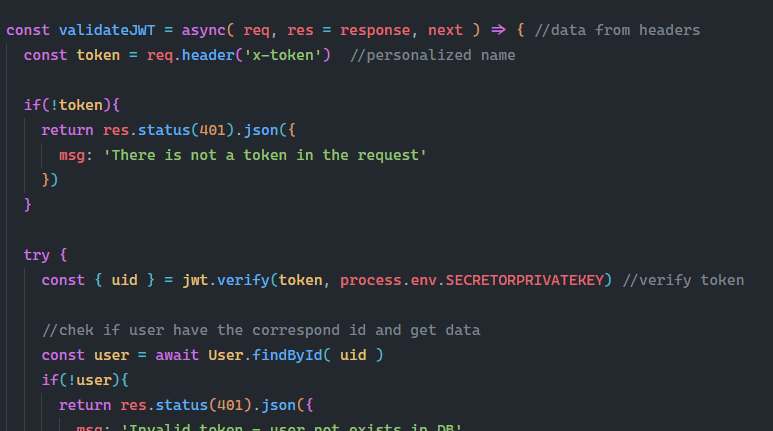 const validateJWT = async( req, res = response, next ) => { //data from headers
const token = req.header('x-token') //personalized name
if(!token){
return res.status(401).json({
msg: 'There is not a token in the request'
})
}
try {
const { uid } = jwt.verify(token, process.env.SECRETORPRIVATEKEY) //verify token
//chek if user have the correspond id and get data
const user = await User.findById( uid )
if(!user){
return res.status(401).json({
msg: 'Invalid token - user not exists in DB'